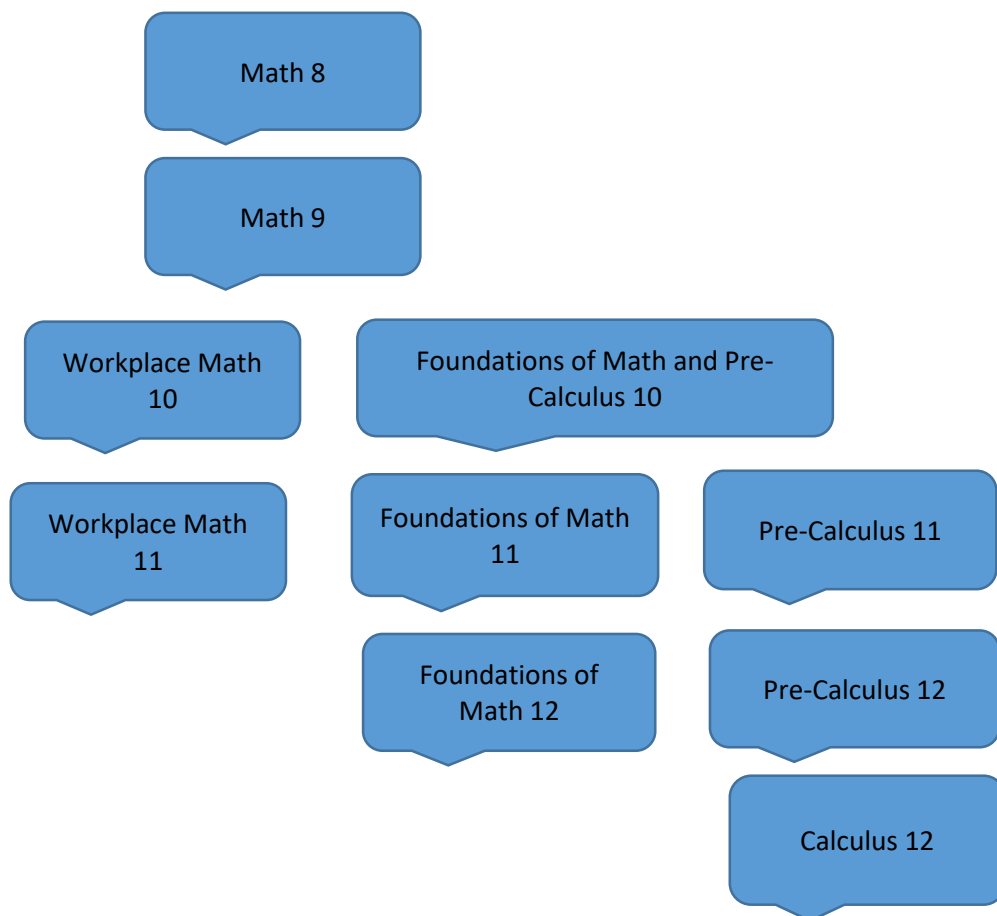 Math 8
Math 9
Workplace Math
10
Foundations of Math and Pre-
Calculus 10
Workplace Math
11
Foundations of Math
11
Pre-Calculus 11
Foundations of
Math 12
Pre-Calculus 12
Calculus 12